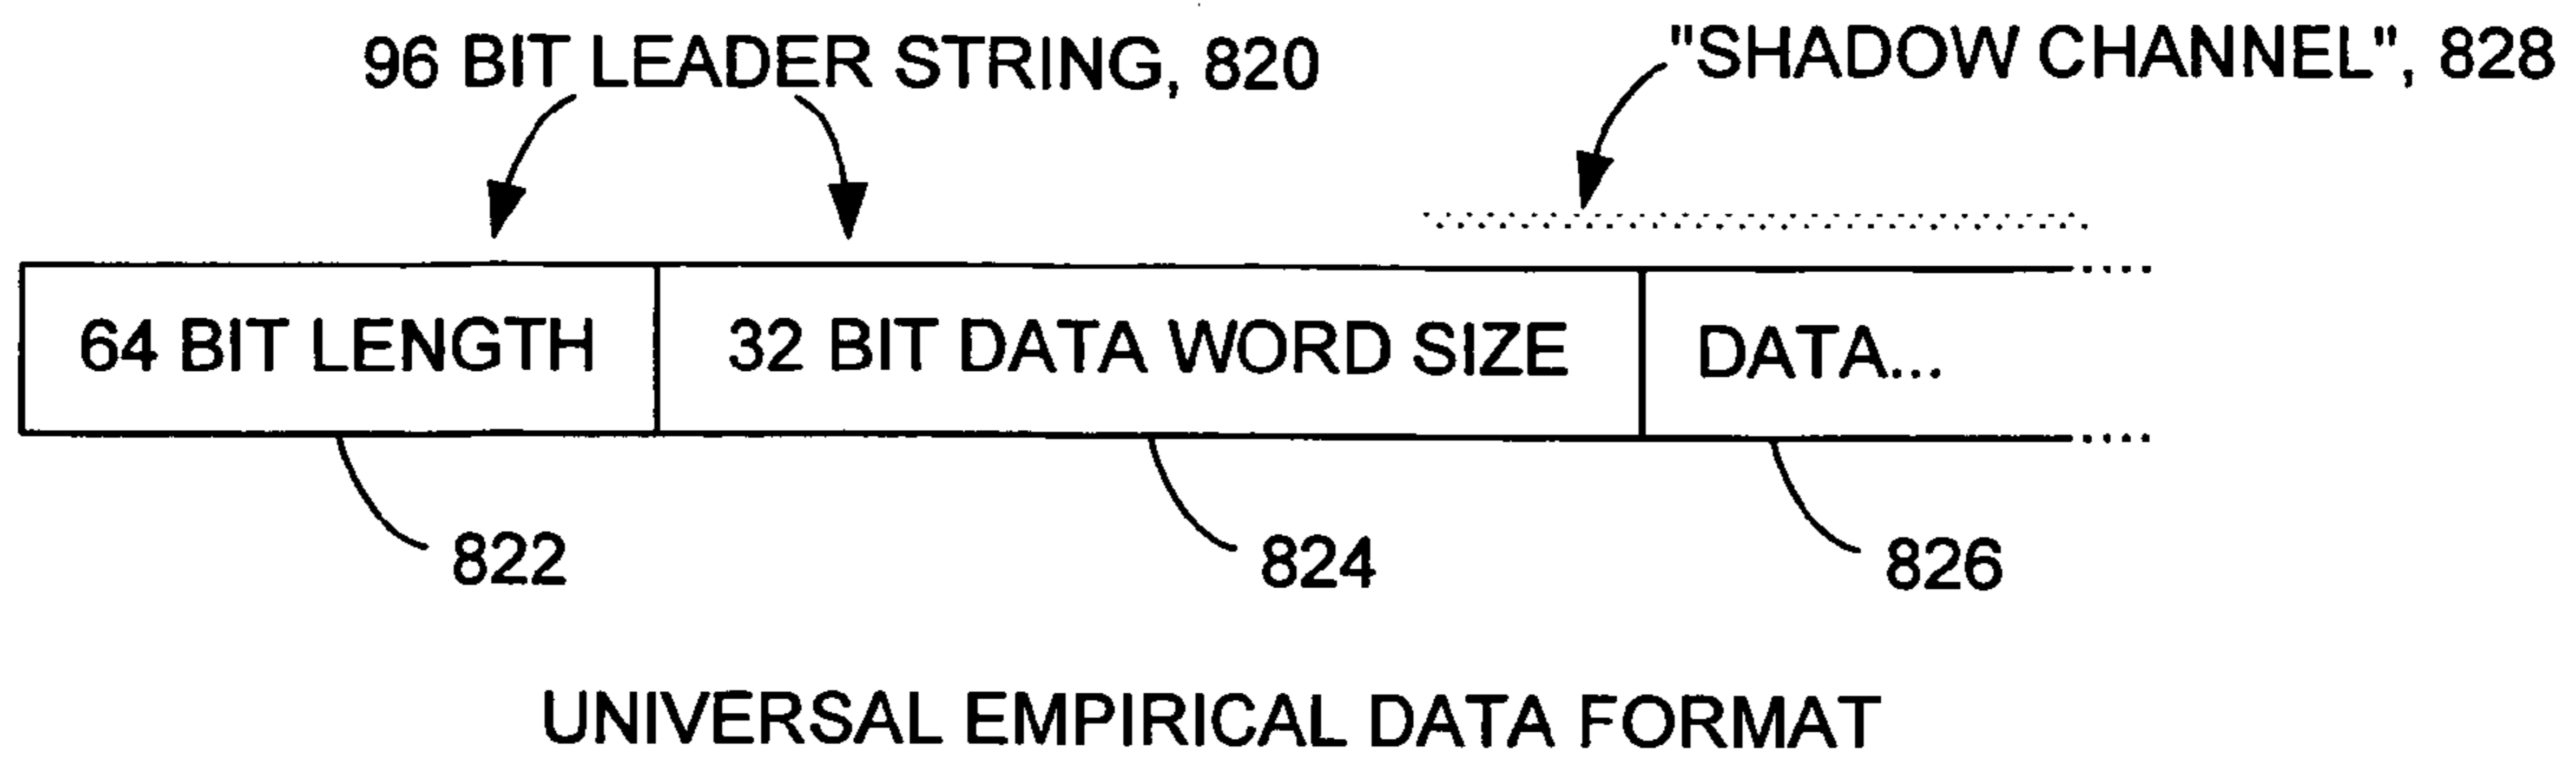 96 BIT LEADER STRING, 820
"SHADOW CHANNEL", 828
64 BIT LENGTH
32 BIT DATA WORD SIZE
DATA...
822
824
826
UNIVERSAL EMPIRICAL DATA FORMAT